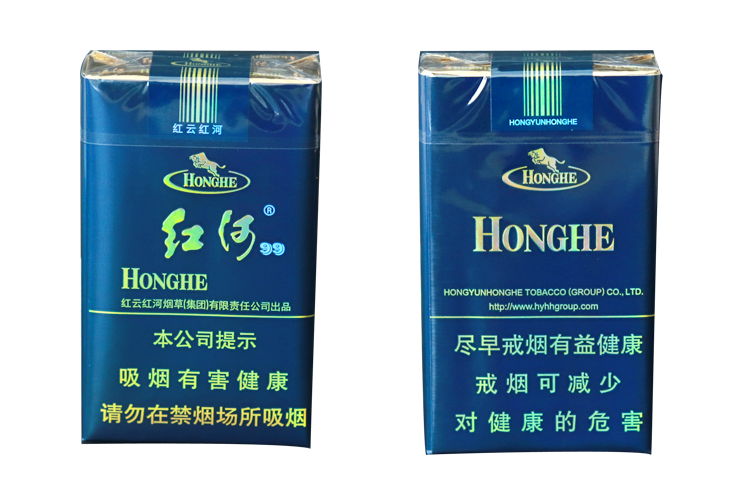 红云红河
HONGHE
红河®99
HONGHE
红云红河烟草(集团)有限责任公司出品
本公司提示
吸烟有害健康
请勿在禁烟场所吸烟
HONGYUNHONGHE
HONGHE
HONGHE
HONGYUNHONGHE TOBACCO (GROUP) CO., LTD.
http://www.hyhhgroup.com
尽早戒烟有益健康
戒烟可减少
对健康的危害